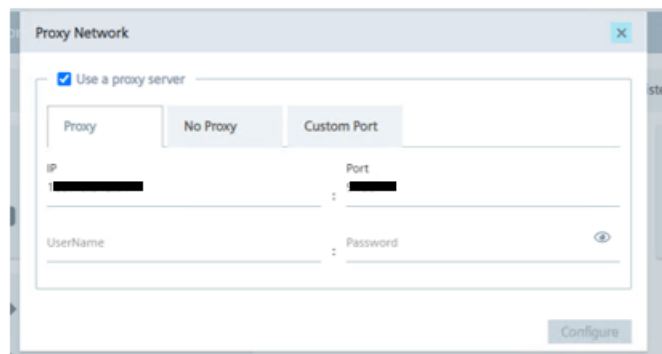 Proxy Network
Use a proxy server
Proxy No Proxy Custom Port
IP Port
:
UserName : Password
Configure